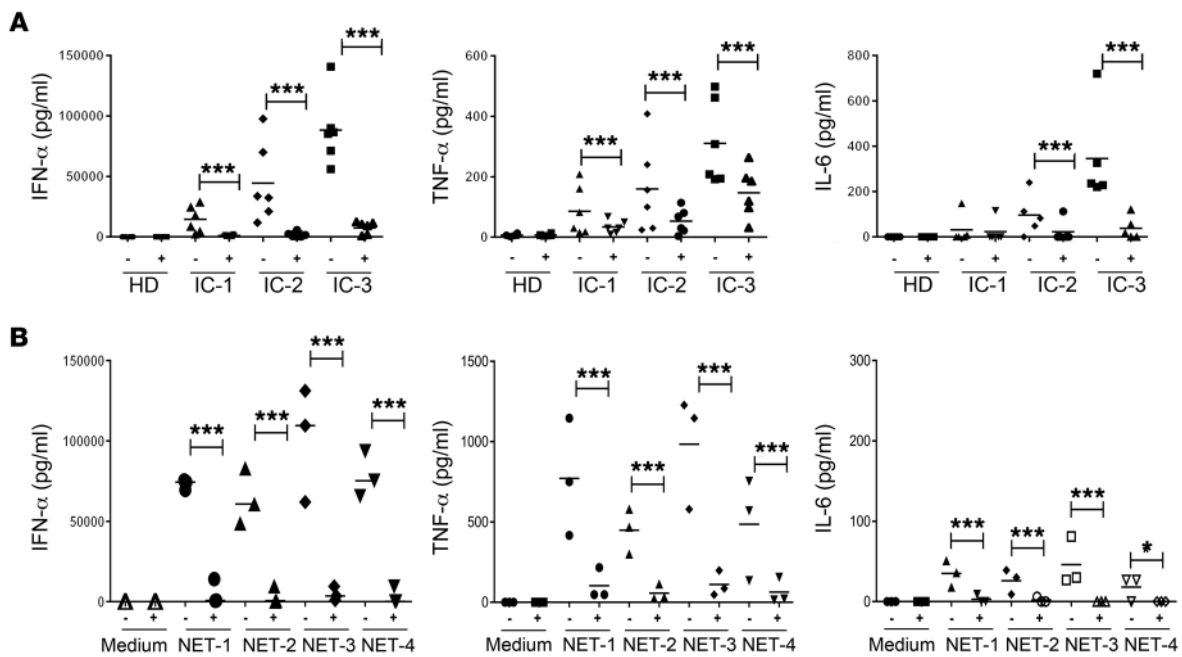 A
IFN-α (pg/ml)
150000
100000
50000
0
*** *** ***
- + - + - + - +
HD IC-1 IC-2 IC-3
TNF-α (pg/ml)
600
400
200
0
*** *** ***
- + - + - + - +
HD IC-1 IC-2 IC-3
IL-6 (pg/ml)
800
600
400
200
0
*** ***
- + - + - + - +
HD IC-1 IC-2 IC-3
B
IFN-α (pg/ml)
150000
100000
50000
0
*** *** *** ***
- + - + - + - + - +
Medium NET-1 NET-2 NET-3 NET-4
TNF-α (pg/ml)
1500
1000
500
0
*** *** *** ***
- + - + - + - + - +
Medium NET-1 NET-2 NET-3 NET-4
IL-6 (pg/ml)
300
200
100
0
*** *** *** *
- + - + - + - + - +
Medium NET-1 NET-2 NET-3 NET-4